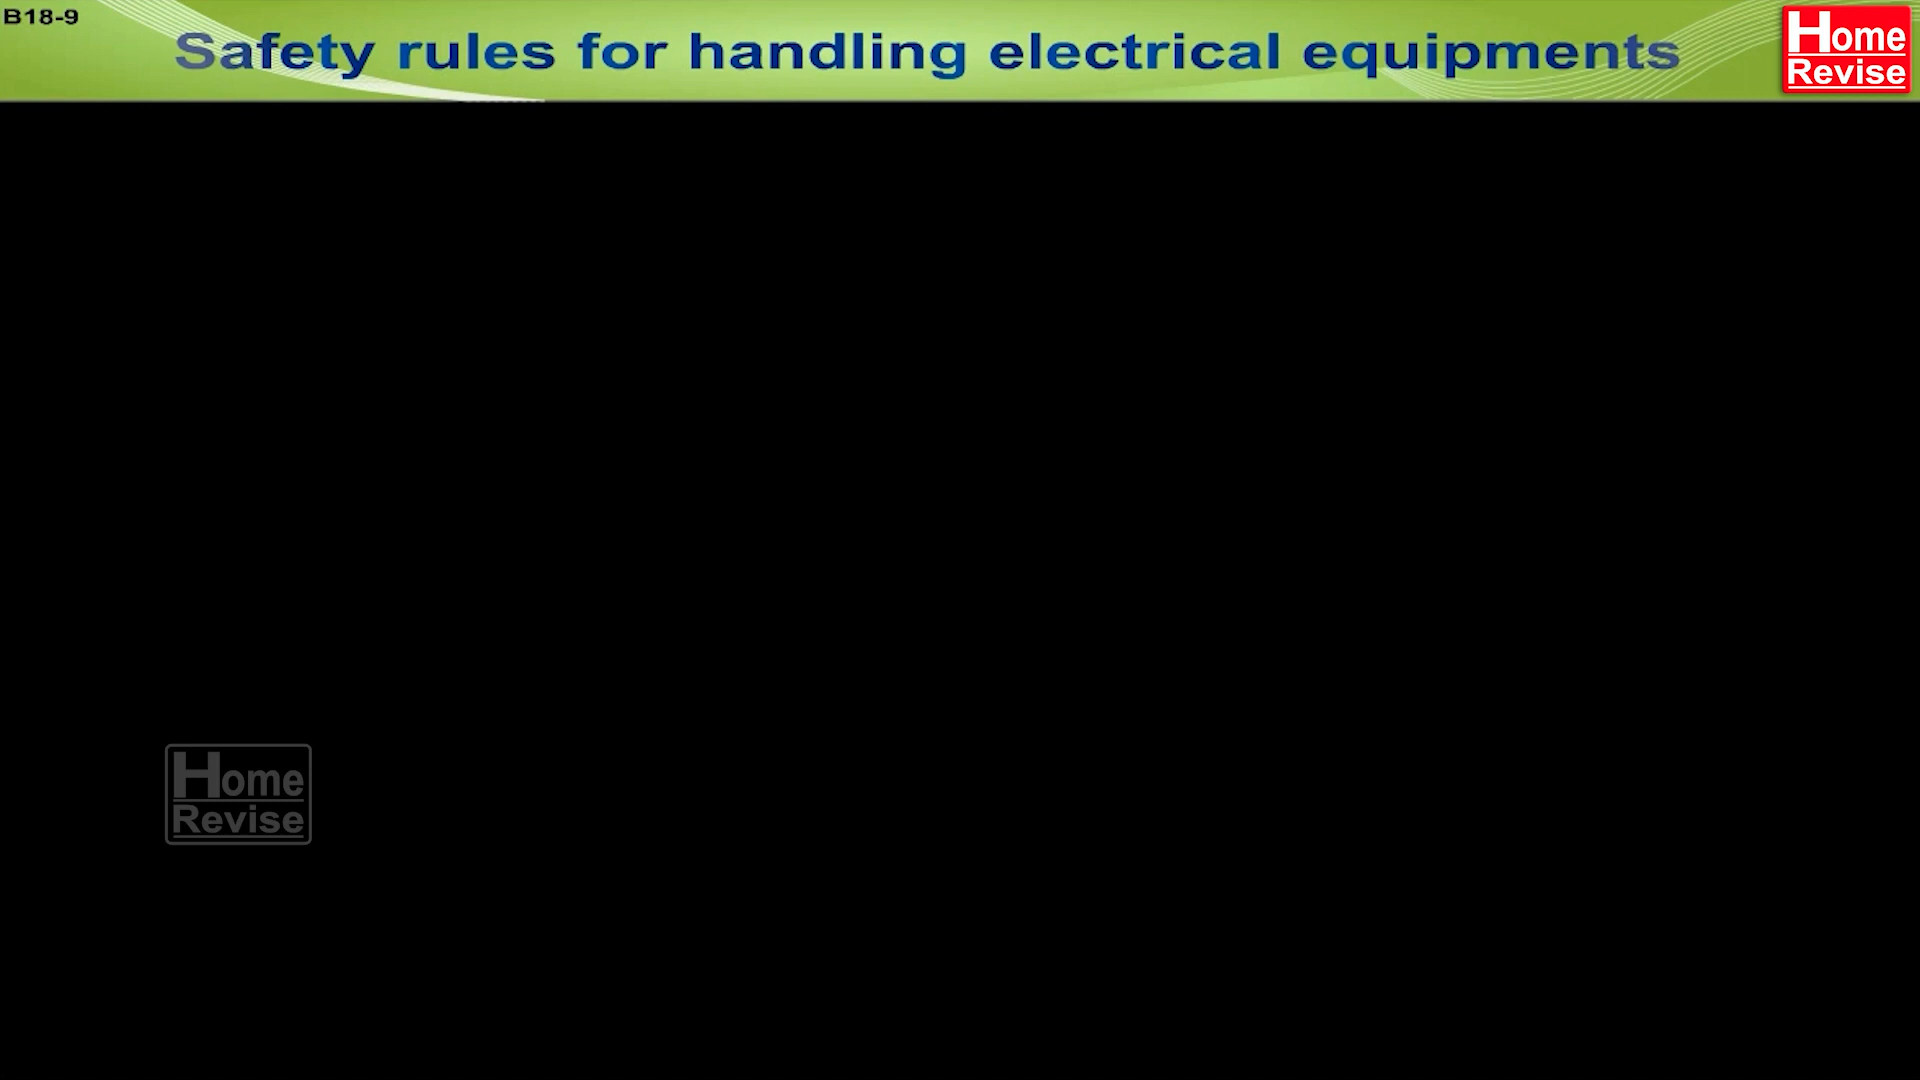 B18-9
Safety rules for handling electrical equipments
Home
Revise
Home
Revise